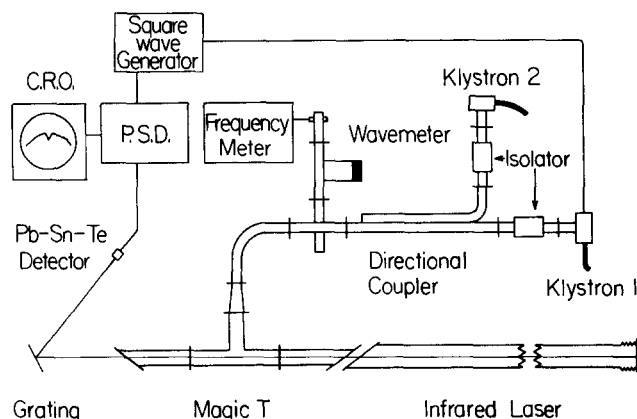 Square
wave
Generator
C.R.O.
P.S.D.
Frequency
Meter
Wavemeter
Klystron 2
Isolator
Pb-Sn-Te
Detector
Directional
Coupler
Klystron 1
Grating
Magic T
Infrared Laser